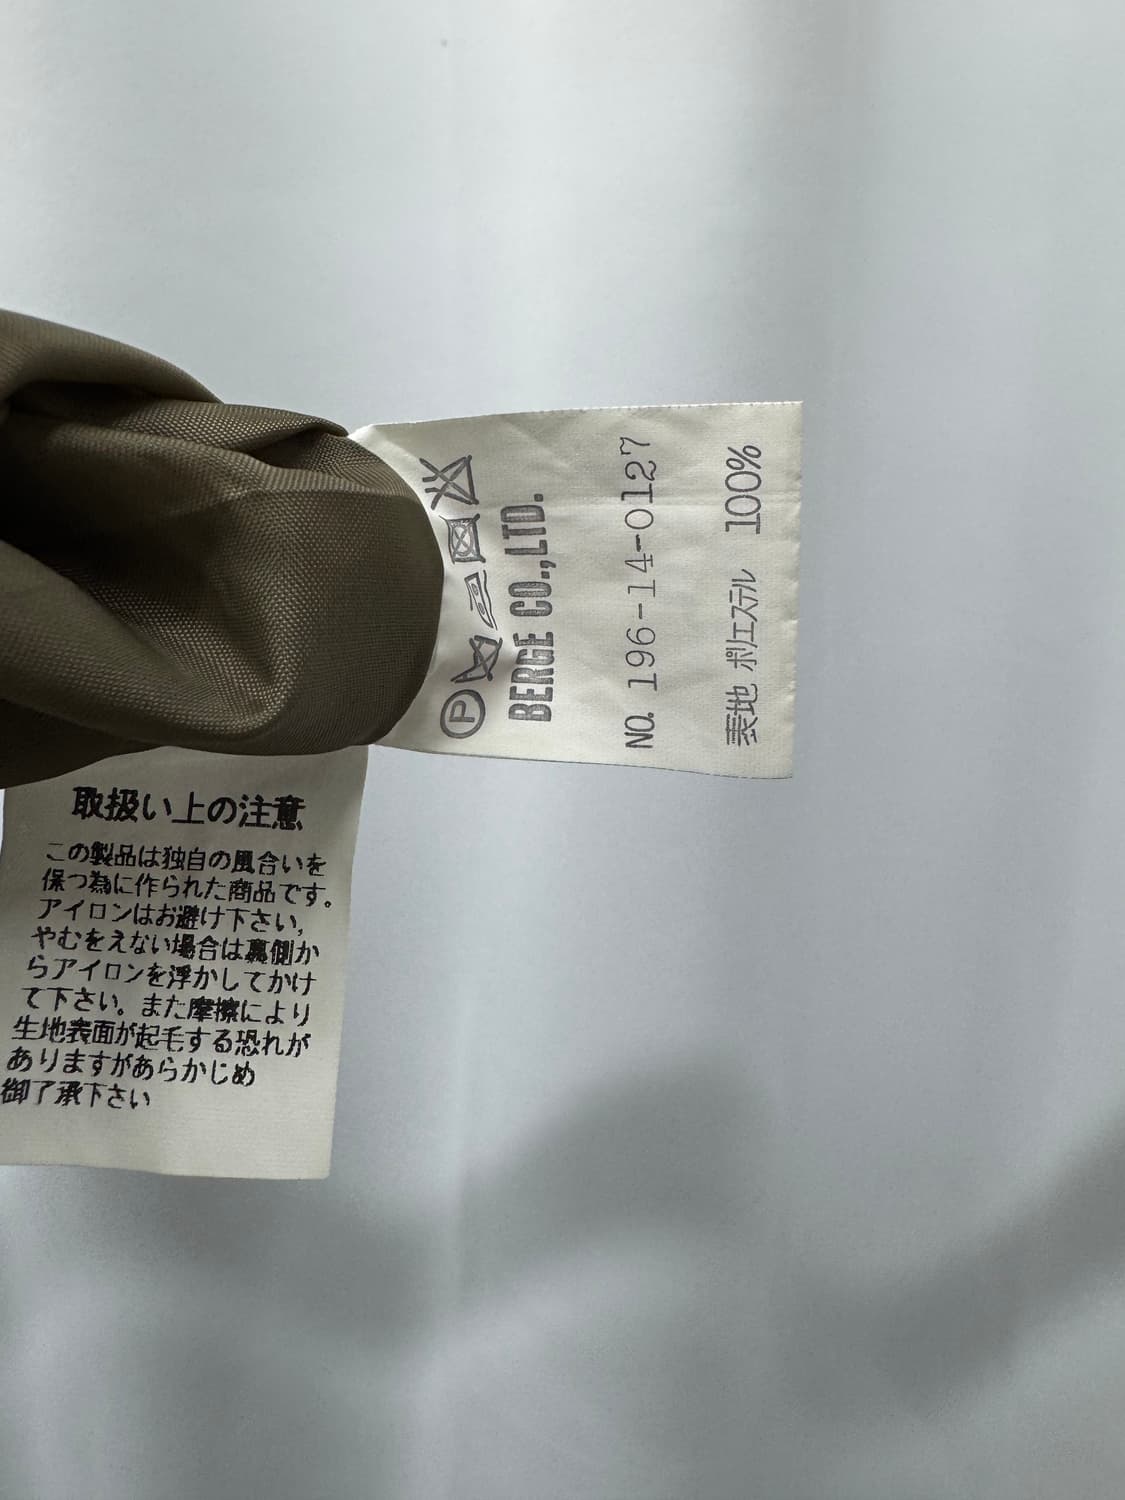 P
BERGE CO.,LTD.
NO. 196-14-0127
表地 ポリエステル 100%
取扱い上の注意
この製品は独自の風合いを
保つ為に作られた商品です。
アイロンはお避け下さい,
やむをえない場合は裏側か
らアイロンを浮かしてかけ
て下さい。また摩擦により
生地表面が起毛する恐れが
ありますがあらかじめ
御了承下さい